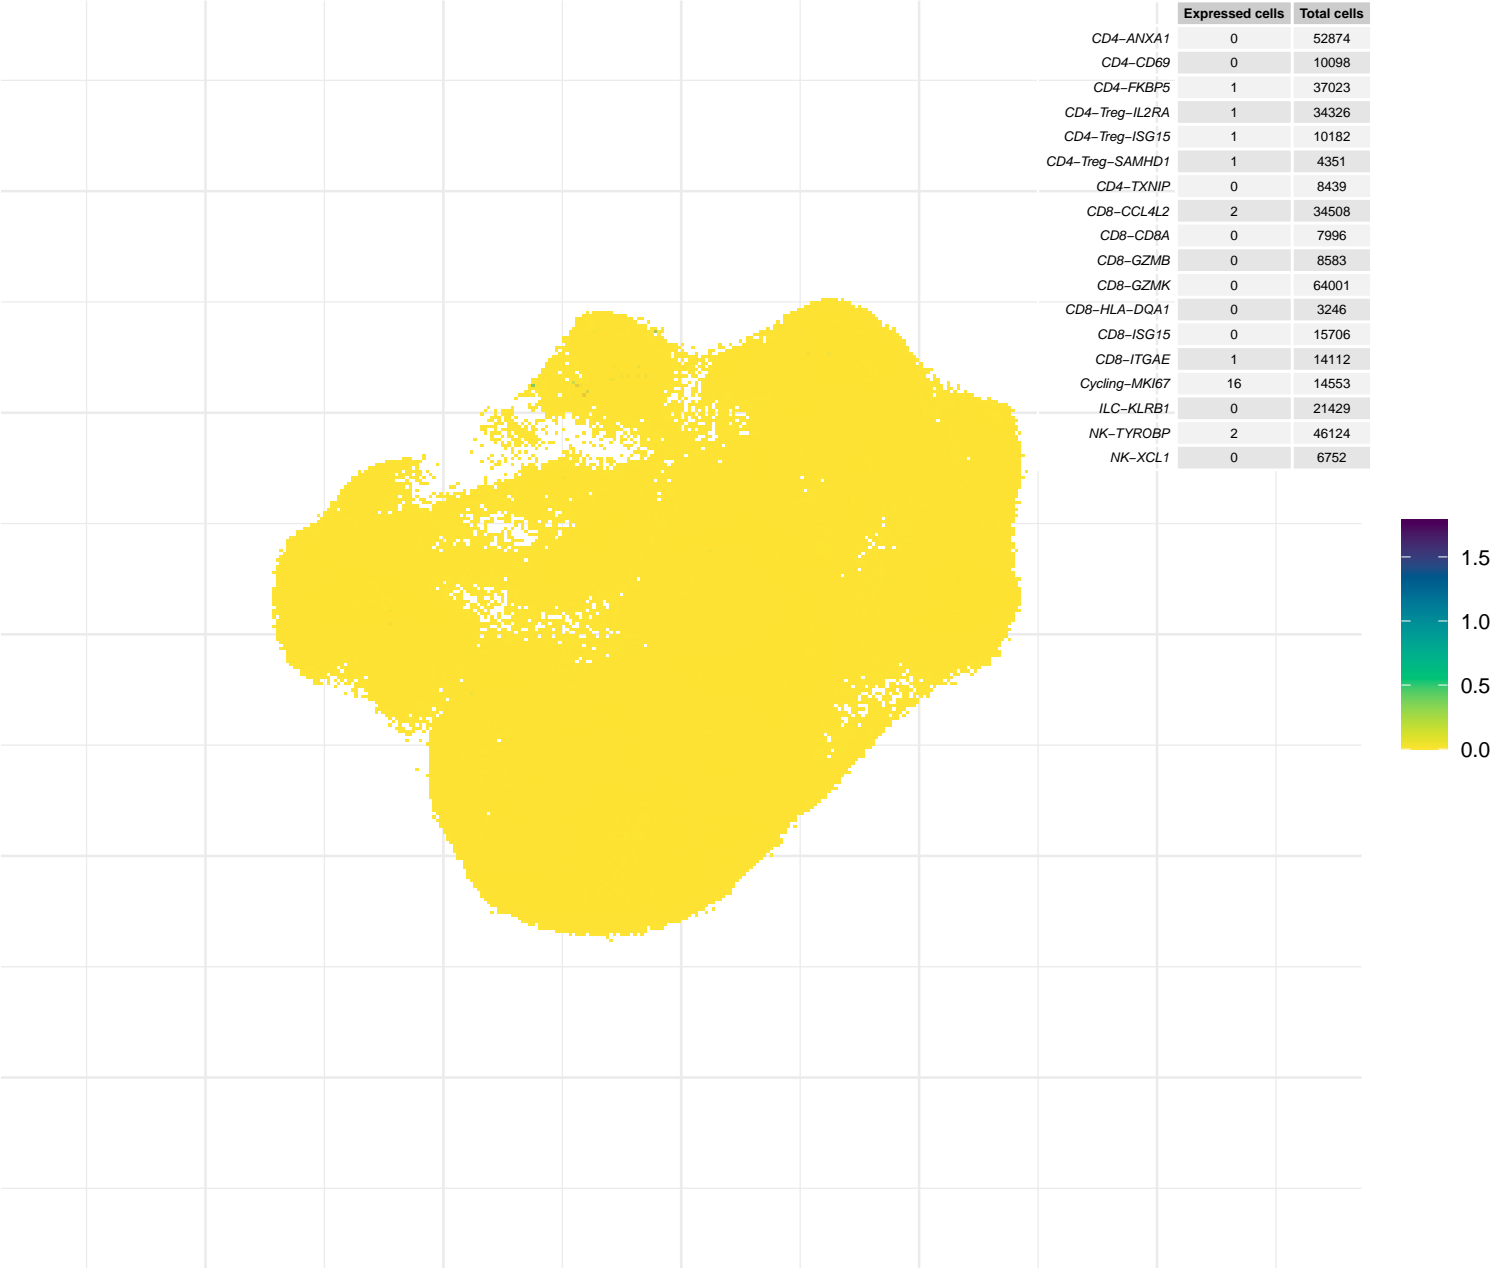 Expressed cells Total cells
CD4−ANXA1 0 52874
CD4−CD69 0 10098
CD4−FKBP5 1 37023
CD4−Treg−IL2RA 1 34326
CD4−Treg−ISG15 1 10182
CD4−Treg−SAMHD1 1 4351
CD4−TXNIP 0 8439
CD8−CCL4L2 2 34508
CD8−CD8A 0 7996
CD8−GZMB 0 8583
CD8−GZMK 0 64001
CD8−HLA−DQA1 0 3246
CD8−ISG15 0 15706
CD8−ITGAE 1 14112
Cycling−MKI67 16 14553
ILC−KLRB1 0 21429
NK−TYROBP 2 46124
NK−XCL1 0 6752
1.5
1.0
0.5
0.0